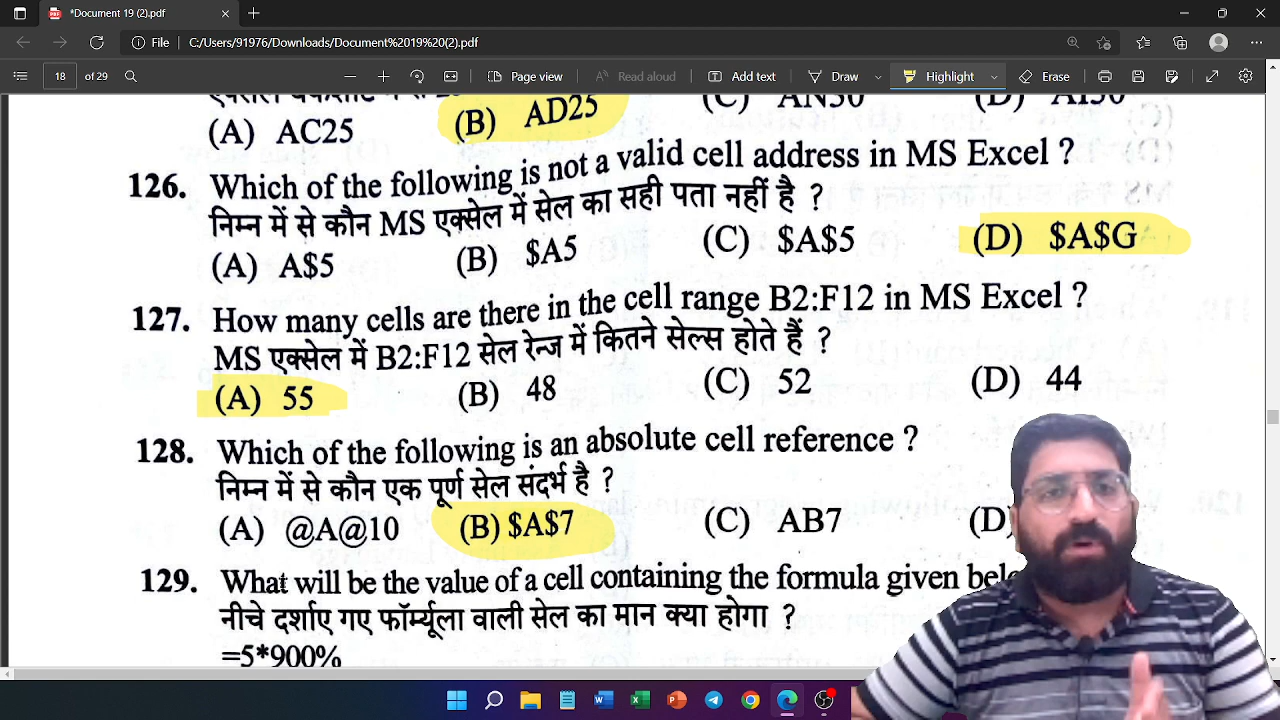 *Document 19 (2).pdf
File C:/Users/91976/Downloads/Document%2019%20(2).pdf
18 of 29 Page view Read aloud Add text Draw Highlight Erase
(A) AC25 (B) AD25 (C) AN30 (D) AI30
126. Which of the following is not a valid cell address in MS Excel ?
निम्न में से कौन MS एक्सेल में सेल का सही पता नहीं है ?
(A) A$5 (B) $A5 (C) $A$5 (D) $A$G
127. How many cells are there in the cell range B2:F12 in MS Excel ?
MS एक्सेल में B2:F12 सेल रेन्ज में कितने सेल्स होते हैं ?
(A) 55 (B) 48 (C) 52 (D) 44
128. Which of the following is an absolute cell reference ?
निम्न में से कौन एक पूर्ण सेल संदर्भ है ?
(A) @A@10 (B) $A$7 (C) AB7 (D)
129. What will be the value of a cell containing the formula given
नीचे दर्शाए गए फॉर्म्यूला वाली सेल का मान क्या होगा ?
=5*900%